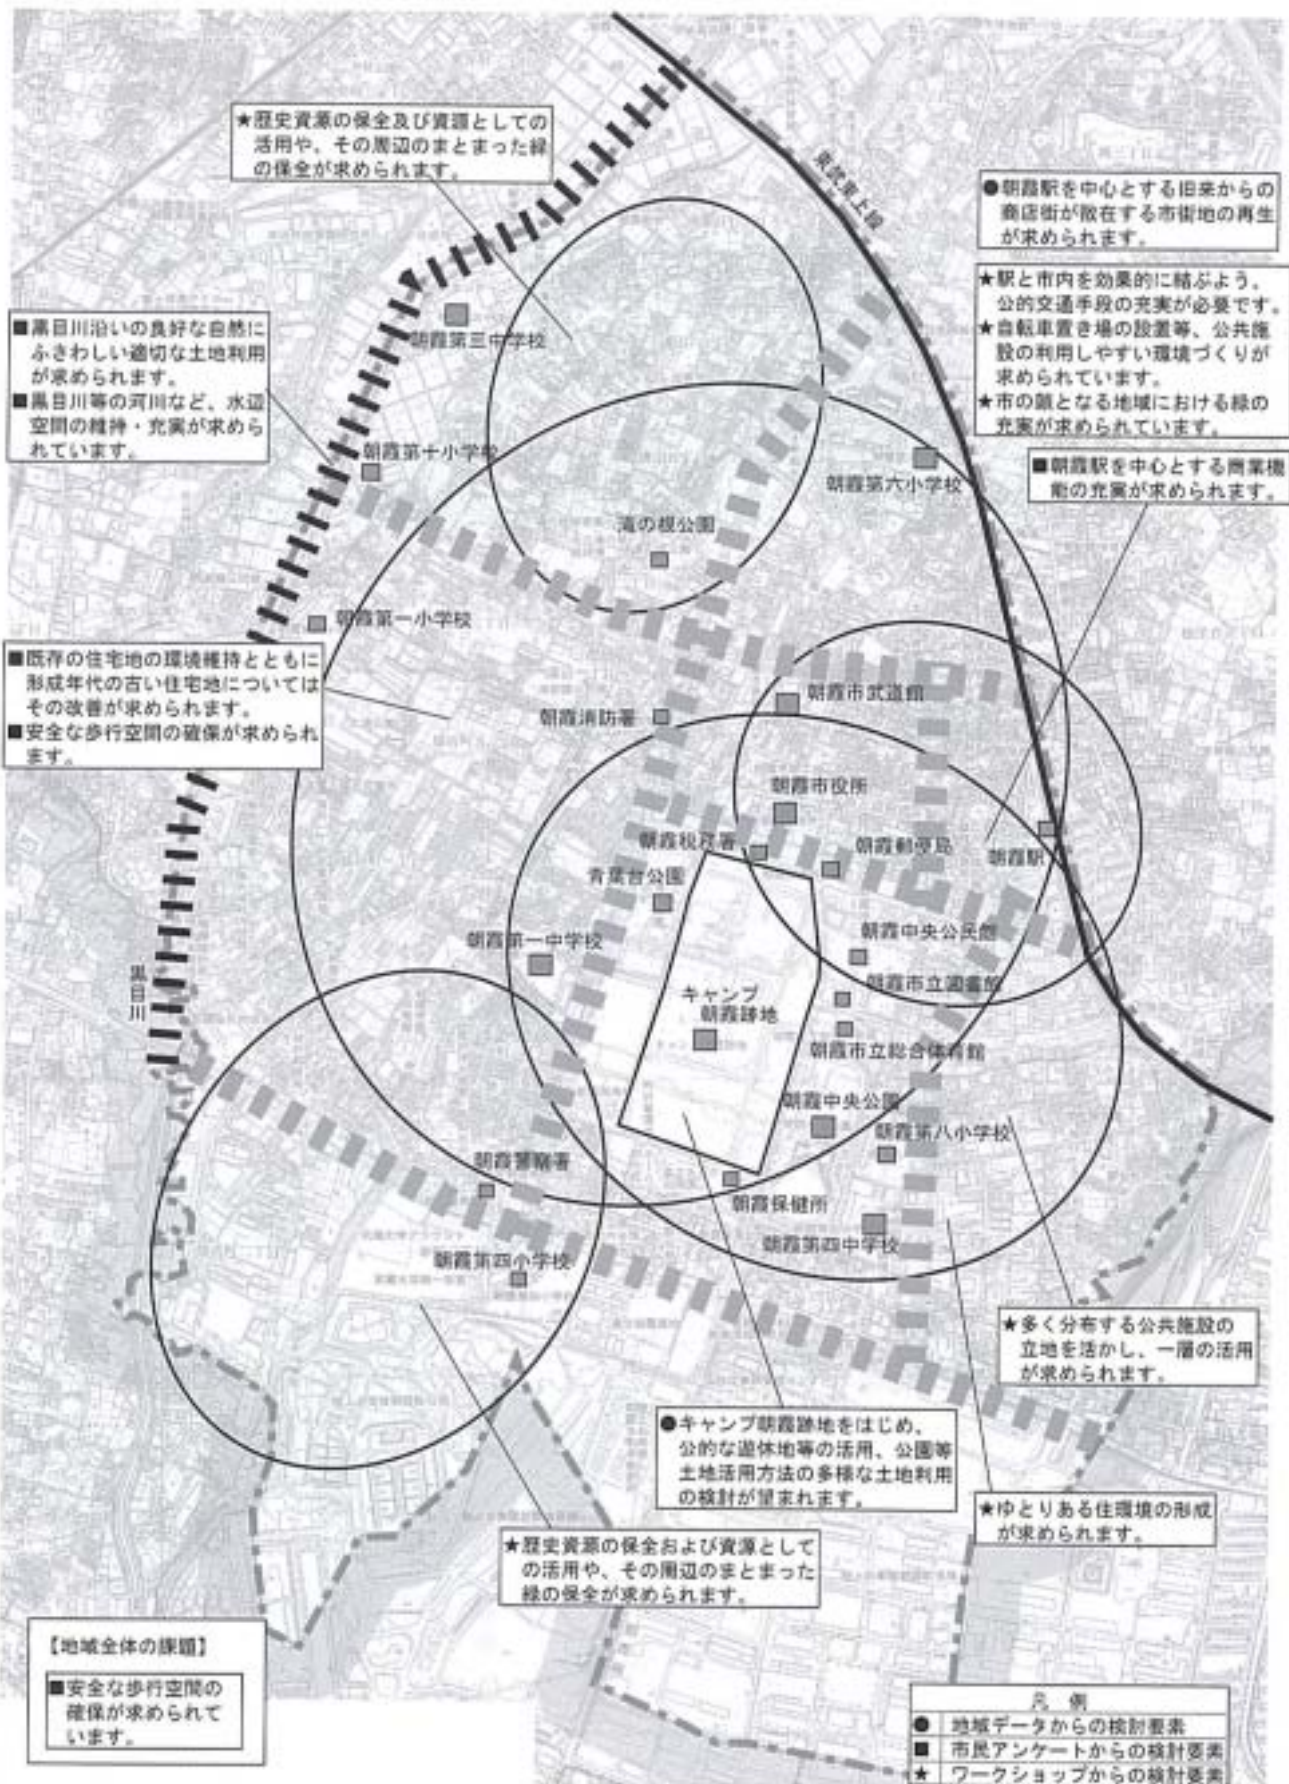 ★歴史資源の保全及び資源としての
活用や、その周辺のまとまった緑
の保全が求められます。
東武東上線
●朝霞駅を中心とする旧来からの
商店街が散在する市街地の再生
が求められます。
★駅と市内を効果的に結ぶよう、
公的交通手段の充実が必要です。
★自転車置き場の設置等、公共施
設の利用しやすい環境づくりが
求められています。
★市の顔となる地域における緑の
充実が求められています。
■黒目川沿いの良好な自然に
ふさわしい適切な土地利用
が求められます。
■黒目川等の河川など、水辺
空間の維持・充実が求めら
れています。
朝霞第三中学校
朝霞第十小学校
■朝霞駅を中心とする商業機
能の充実が求められます。
朝霞第六小学校
滝の根公園
朝霞第一小学校
■既存の住宅地の環境維持とともに
形成年代の古い住宅地については
その改善が求められます。
■安全な歩行空間の確保が求められ
ます。
朝霞市武道館
朝霞消防署
朝霞市役所
朝霞税務署
朝霞郵便局
朝霞駅
青葉台公園
朝霞第一中学校
朝霞中央公民館
朝霞市立図書館
黒目川
キャンプ
朝霞跡地
朝霞市立総合体育館
朝霞中央公園
朝霞第八小学校
朝霞警察署
朝霞保健所
朝霞第四中学校
朝霞第四小学校
★多く分布する公共施設の
立地を活かし、一層の活用
が求められます。
●キャンプ朝霞跡地をはじめ、
公的な遊休地等の活用、公園等
土地活用方法の多様な土地利用
の検討が望まれます。
★ゆとりある住環境の形成
が求められます。
★歴史資源の保全および資源として
の活用や、その周辺のまとまった
緑の保全が求められます。
【地域全体の課題】
■安全な歩行空間の
確保が求められて
います。
凡 例
● 地域データからの検討要素
■ 市民アンケートからの検討要素
★ ワークショップからの検討要素